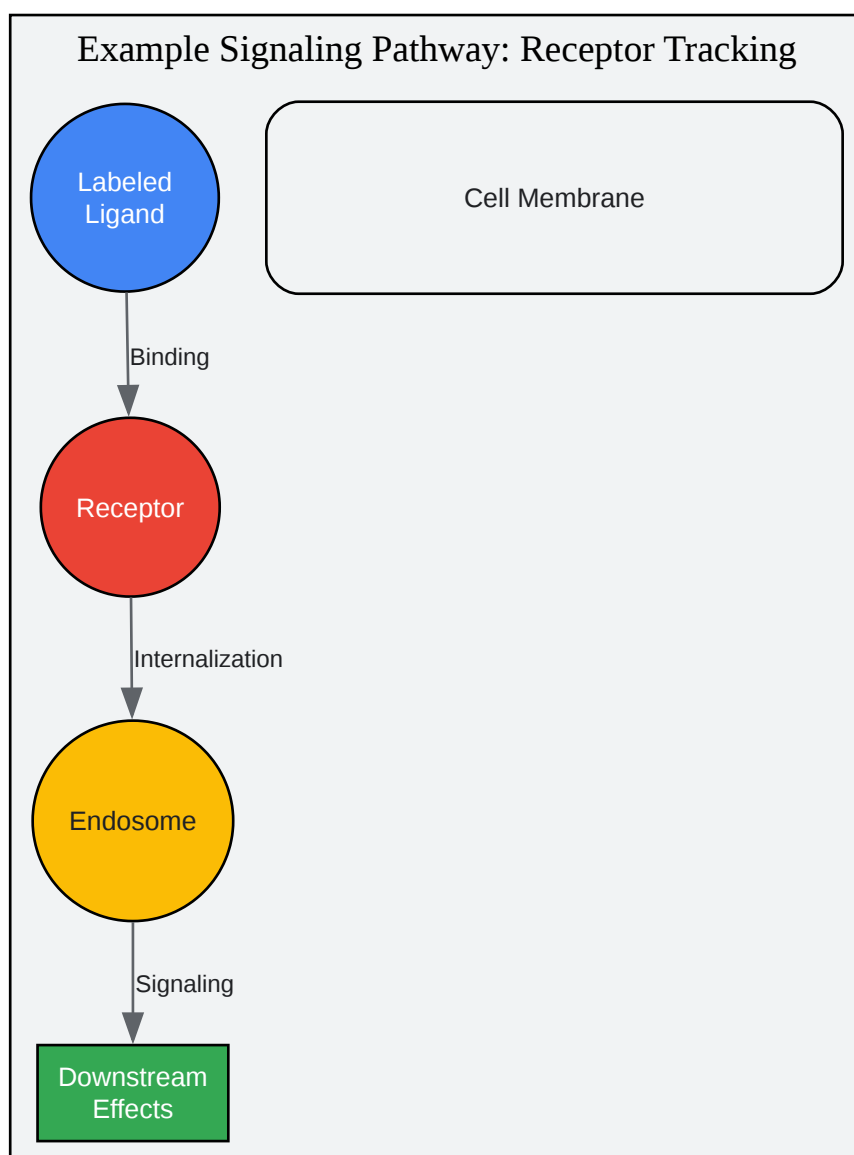 Example Signaling Pathway: Receptor Tracking
Labeled
Ligand
Cell Membrane
Binding
Receptor
Internalization
Endosome
Signaling
Downstream
Effects